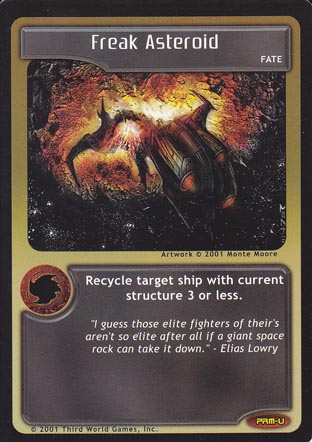 Freak Asteroid
FATE
Artwork © 2001 Monte Moore
Recycle target ship with current
structure 3 or less.
"I guess those elite fighters of their's
aren't so elite after all if a giant space
rock can take it down." - Elias Lowry
© 2001 Third World Games, Inc.
PRM-U